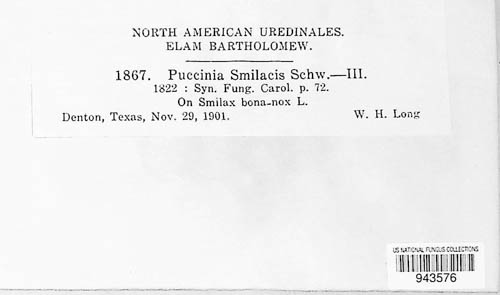 NORTH AMERICAN UREDINALES.
ELAM BARTHOLOMEW.
1867. Puccinia Smilacis Schw.—III.
1822 : Syn. Fung. Carol. p. 72.
On Smilax bona-nox L.
Denton, Texas, Nov. 29, 1901. W. H. Long
US NATIONAL FUNGUS COLLECTIONS
943576